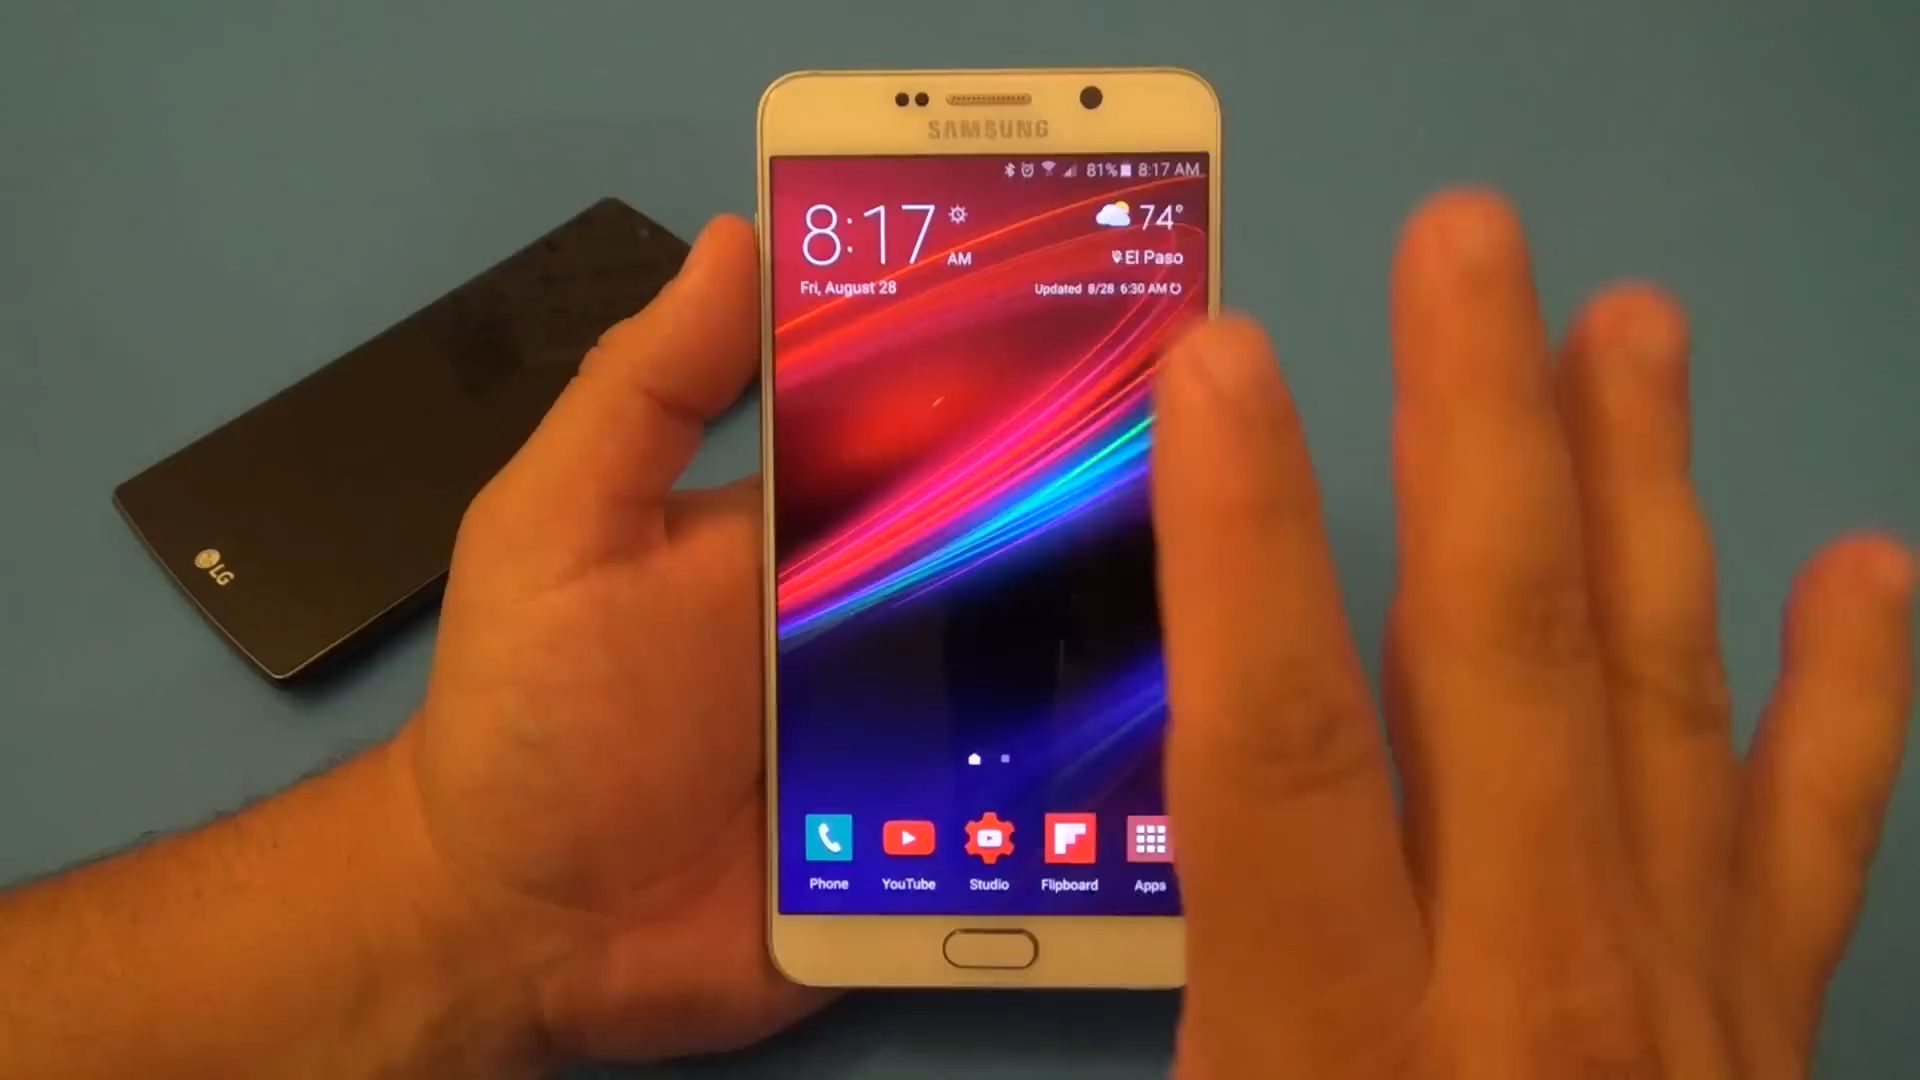 SAMSUNG
81% 8:17 AM
8:17 AM
74°
El Paso
Fri, August 28
Updated 8/28 6:30 AM
Phone
YouTube
Studio
Flipboard
Apps
LG